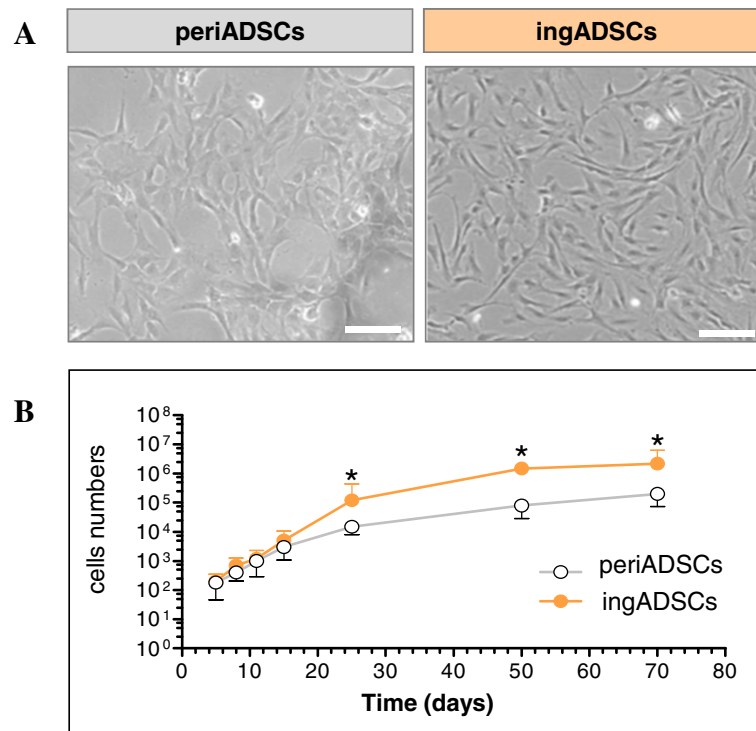 A
periADSCs
ingADSCs
B
10⁸
10⁷
10⁶
10⁵
10⁴
10³
10²
10¹
10⁰
cells numbers
* * *
periADSCs
ingADSCs
0 10 20 30 40 50 60 70 80
Time (days)